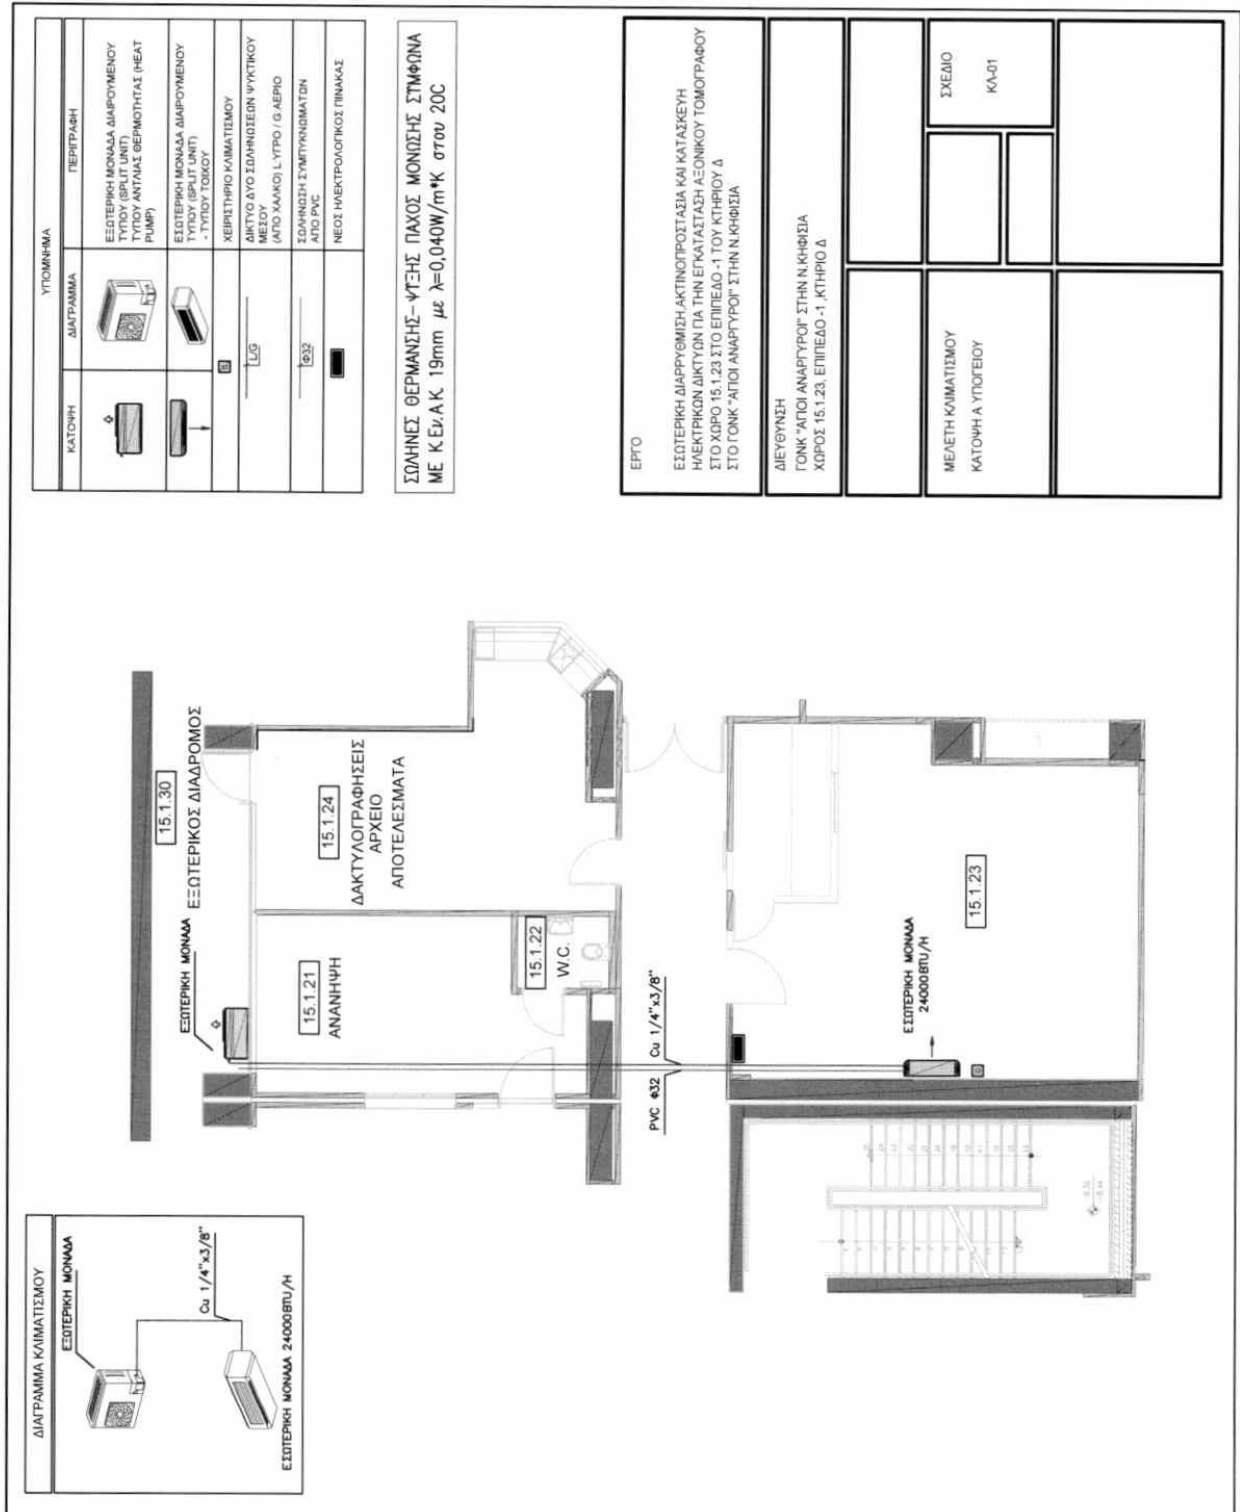 ΥΠΟΜΝΗΜΑ
ΚΑΤΟΨΗ
ΔΙΑΓΡΑΜΜΑ
ΠΕΡΙΓΡΑΦΗ
ΕΞΩΤΕΡΙΚΗ ΜΟΝΑΔΑ ΔΙΑΙΡΟΥΜΕΝΟΥ
ΤΥΠΟΥ (SPLIT UNIT)
ΤΥΠΟΥ ΑΝΤΛΙΑΣ ΘΕΡΜΟΤΗΤΑΣ (HEAT
PUMP)
ΕΣΩΤΕΡΙΚΗ ΜΟΝΑΔΑ ΔΙΑΙΡΟΥΜΕΝΟΥ
ΤΥΠΟΥ (SPLIT UNIT)
- ΤΥΠΟΥ ΤΟΙΧΟΥ
ΧΕΙΡΙΣΤΗΡΙΟ ΚΛΙΜΑΤΙΣΜΟΥ
L/G
ΔΙΚΤΥΟ ΔΥΟ ΣΩΛΗΝΩΣΕΩΝ ΨΥΚΤΙΚΟΥ
ΜΕΣΟΥ
(ΑΠΟ ΧΑΛΚΟ) L:ΥΓΡΟ / G:ΑΕΡΙΟ
Φ32
ΣΩΛΗΝΩΣΗ ΣΥΜΠΥΚΝΩΜΑΤΩΝ
ΑΠΟ PVC
ΝΕΟΣ ΗΛΕΚΤΡΟΛΟΓΙΚΟΣ ΠΙΝΑΚΑΣ
ΣΩΛΗΝΕΣ ΘΕΡΜΑΝΣΗΣ-ΨΥΞΗΣ ΠΑΧΟΣ ΜΟΝΩΣΗΣ ΣΥΜΦΩΝΑ
ΜΕ Κ.Εν.Α.Κ. 19mm με λ=0,040W/m*K στου 20C
ΕΡΓΟ
ΕΣΩΤΕΡΙΚΗ ΔΙΑΡΡΥΘΜΙΣΗ,ΑΚΤΙΝΟΠΡΟΣΤΑΣΙΑ ΚΑΙ ΚΑΤΑΣΚΕΥΗ
ΗΛΕΚΤΡΙΚΩΝ ΔΙΚΤΥΩΝ ΓΙΑ ΤΗΝ ΕΓΚΑΤΑΣΤΑΣΗ ΑΞΟΝΙΚΟΥ ΤΟΜΟΓΡΑΦΟΥ
ΣΤΟ ΧΩΡΟ 15.1.23 ΣΤΟ ΕΠΙΠΕΔΟ -1 ΤΟΥ ΚΤΗΡΙΟΥ Δ
ΣΤΟ ΓΟΝΚ "ΑΓΙΟΙ ΑΝΑΡΓΥΡΟΙ" ΣΤΗΝ Ν.ΚΗΦΙΣΙΑ
ΔΙΕΥΘΥΝΣΗ
ΓΟΝΚ "ΑΓΙΟΙ ΑΝΑΡΓΥΡΟΙ" ΣΤΗΝ Ν.ΚΗΦΙΣΙΑ
ΧΩΡΟΣ 15.1.23, ΕΠΙΠΕΔΟ -1 ,ΚΤΗΡΙΟ Δ
ΜΕΛΕΤΗ ΚΛΙΜΑΤΙΣΜΟΥ
ΚΑΤΟΨΗ Α ΥΠΟΓΕΙΟΥ
ΣΧΕΔΙΟ
ΚΛ-01
15.1.30
ΕΞΩΤΕΡΙΚΟΣ ΔΙΑΔΡΟΜΟΣ
ΕΞΩΤΕΡΙΚΗ ΜΟΝΑΔΑ
15.1.24
ΔΑΚΤΥΛΟΓΡΑΦΗΣΕΙΣ
ΑΡΧΕΙΟ
ΑΠΟΤΕΛΕΣΜΑΤΑ
15.1.21
ΑΝΑΝΗΨΗ
15.1.22
W.C.
PVC Φ32
Cu 1/4"x3/8"
ΕΣΩΤΕΡΙΚΗ ΜΟΝΑΔΑ
24000BTU/H
15.1.23
ΔΙΑΓΡΑΜΜΑ ΚΛΙΜΑΤΙΣΜΟΥ
ΕΞΩΤΕΡΙΚΗ ΜΟΝΑΔΑ
Cu 1/4"x3/8"
ΕΣΩΤΕΡΙΚΗ ΜΟΝΑΔΑ 24000BTU/H